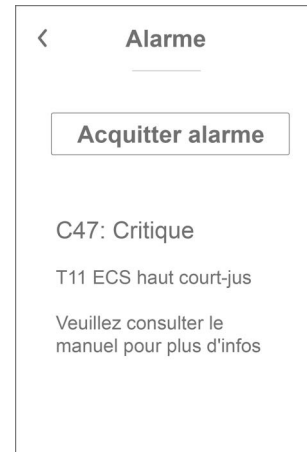 Alarme
Acquitter alarme
C47: Critique
T11 ECS haut court-jus
Veuillez consulter le
manuel pour plus d'infos